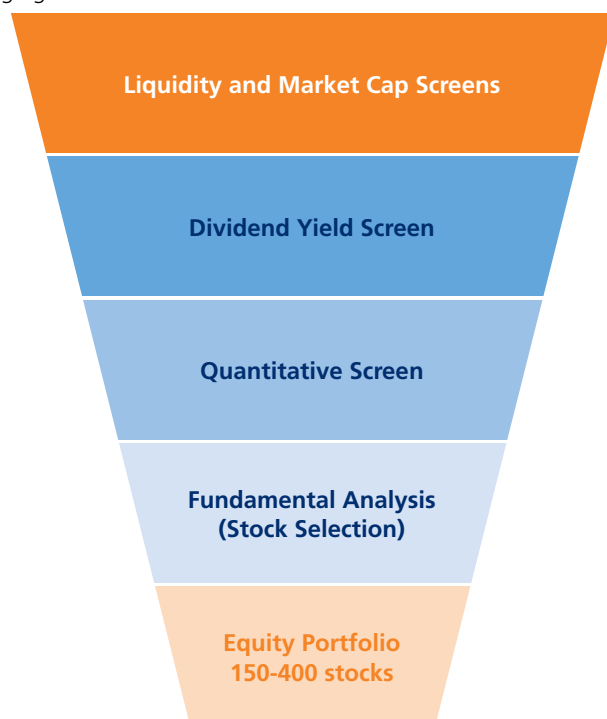 Liquidity and Market Cap Screens
Dividend Yield Screen
Quantitative Screen
Fundamental Analysis
(Stock Selection)
Equity Portfolio
150-400 stocks